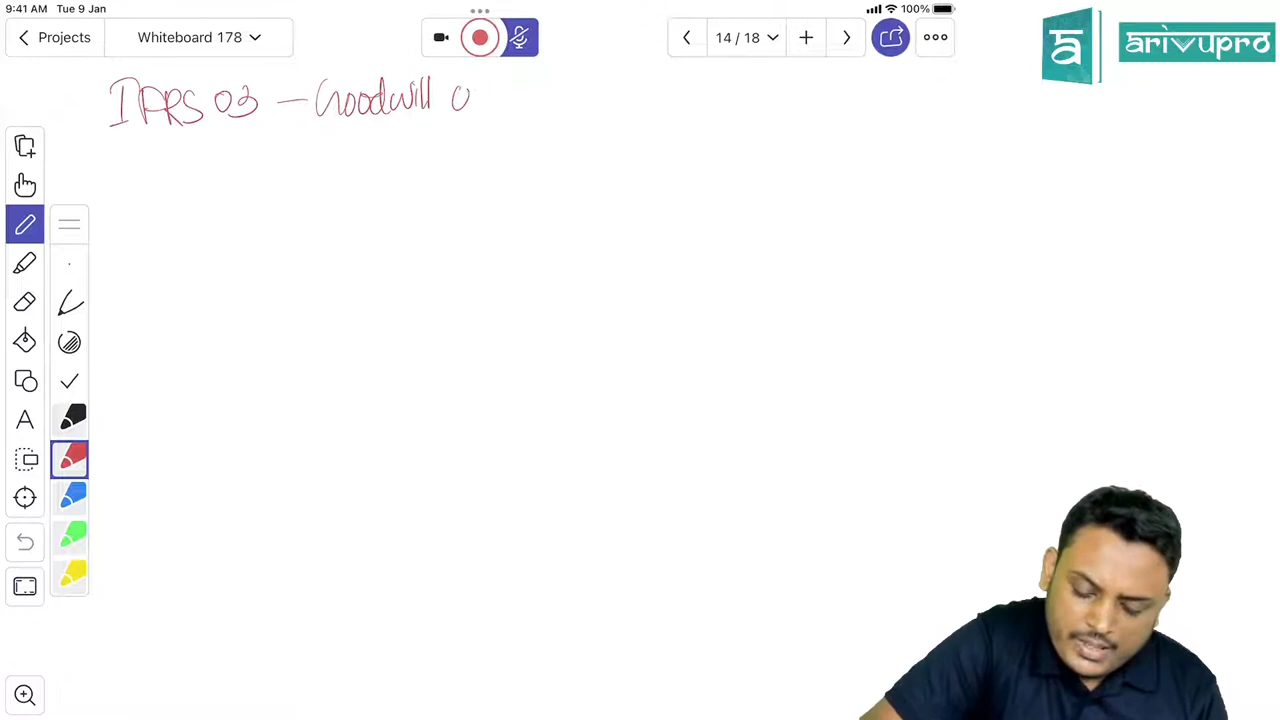 9:41 AM Tue 9 Jan
100%
Projects
Whiteboard 178
14 / 18
a
arivupro
IFRS 03 – Goodwill o
A